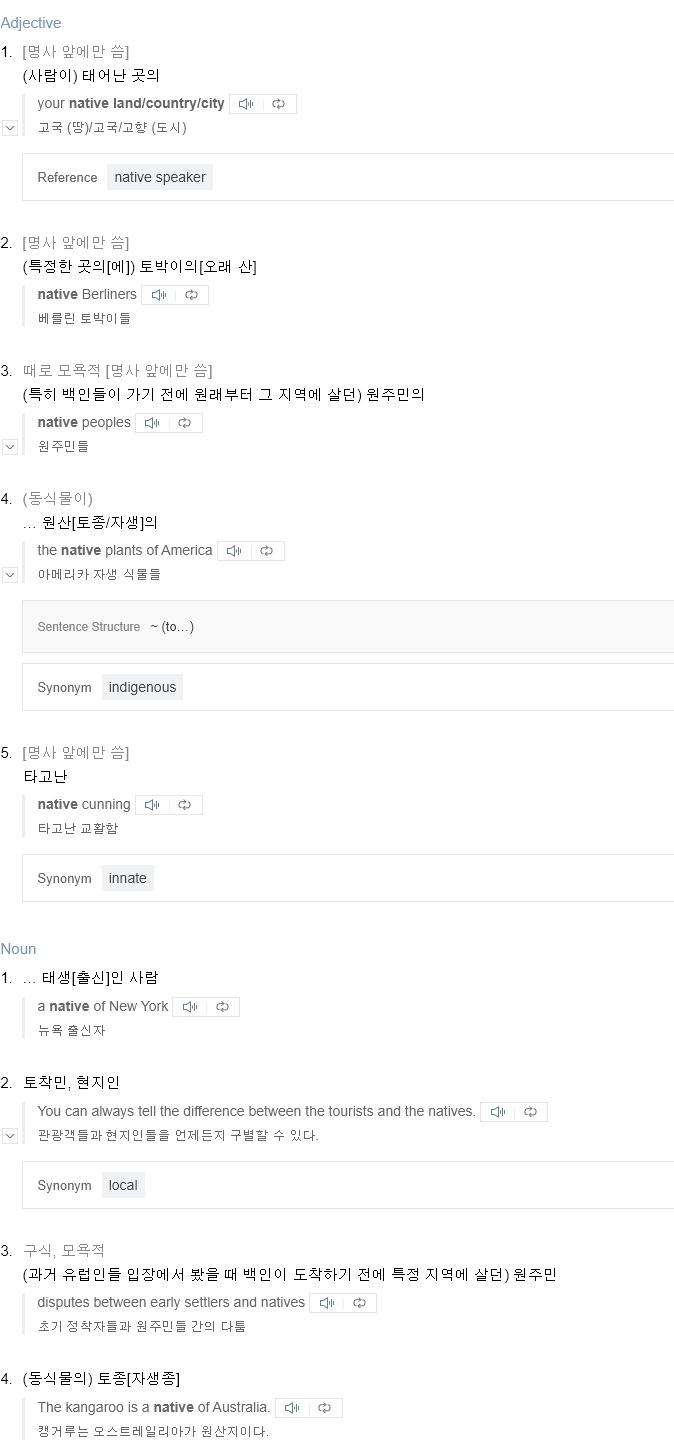 Adjective
1. [명사 앞에만 씀]
(사람이) 태어난 곳의
your native land/country/city
고국 (땅)/고국/고향 (도시)
Reference native speaker
2. [명사 앞에만 씀]
(특정한 곳의[에]) 토박이의[오래 산]
native Berliners
베를린 토박이들
3. 때로 모욕적 [명사 앞에만 씀]
(특히 백인들이 가기 전에 원래부터 그 지역에 살던) 원주민의
native peoples
원주민들
4. (동식물이)
… 원산[토종/자생]의
the native plants of America
아메리카 자생 식물들
Sentence Structure ~ (to…)
Synonym indigenous
5. [명사 앞에만 씀]
타고난
native cunning
타고난 교활함
Synonym innate
Noun
1. … 태생[출신]인 사람
a native of New York
뉴욕 출신자
2. 토착민, 현지인
You can always tell the difference between the tourists and the natives.
관광객들과 현지인들을 언제든지 구별할 수 있다.
Synonym local
3. 구식, 모욕적
(과거 유럽인들 입장에서 봤을 때 백인이 도착하기 전에 특정 지역에 살던) 원주민
disputes between early settlers and natives
초기 정착자들과 원주민들 간의 다툼
4. (동식물의) 토종[자생종]
The kangaroo is a native of Australia.
캥거루는 오스트레일리아가 원산지이다.